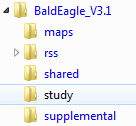 BaldEagle_V3.1
maps
rss
shared
study
supplemental